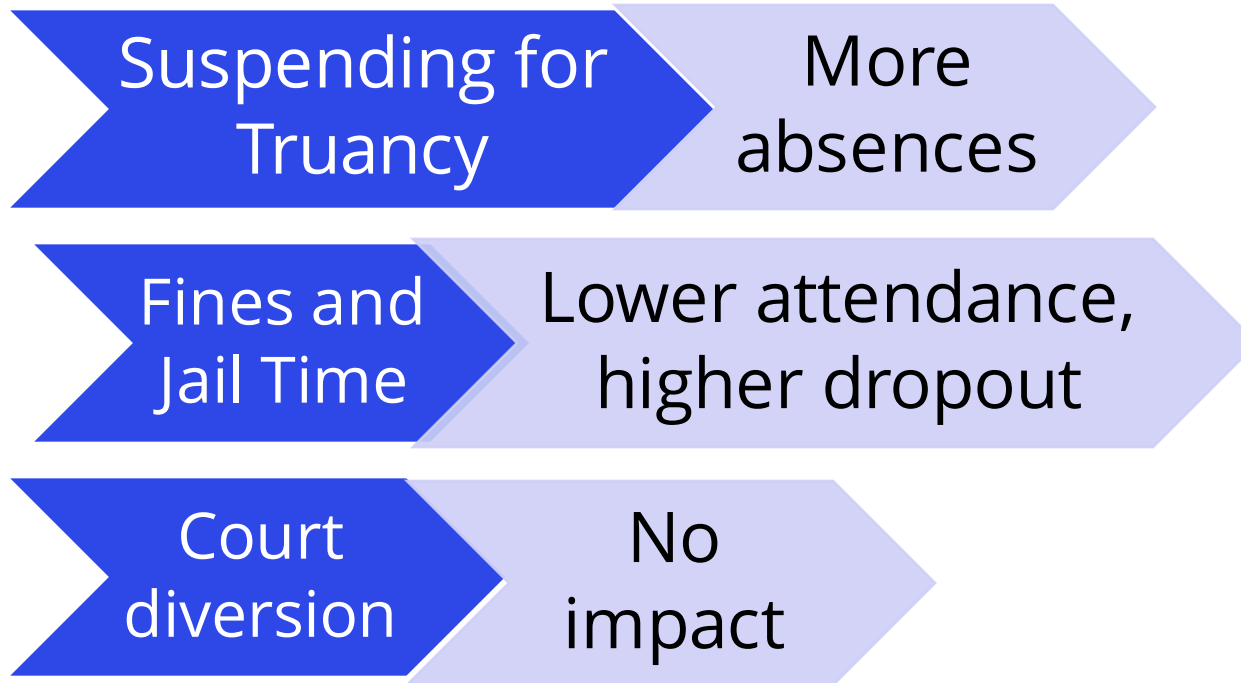 Suspending for
Truancy
More
absences
Fines and
Jail Time
Lower attendance,
higher dropout
Court
diversion
No
impact